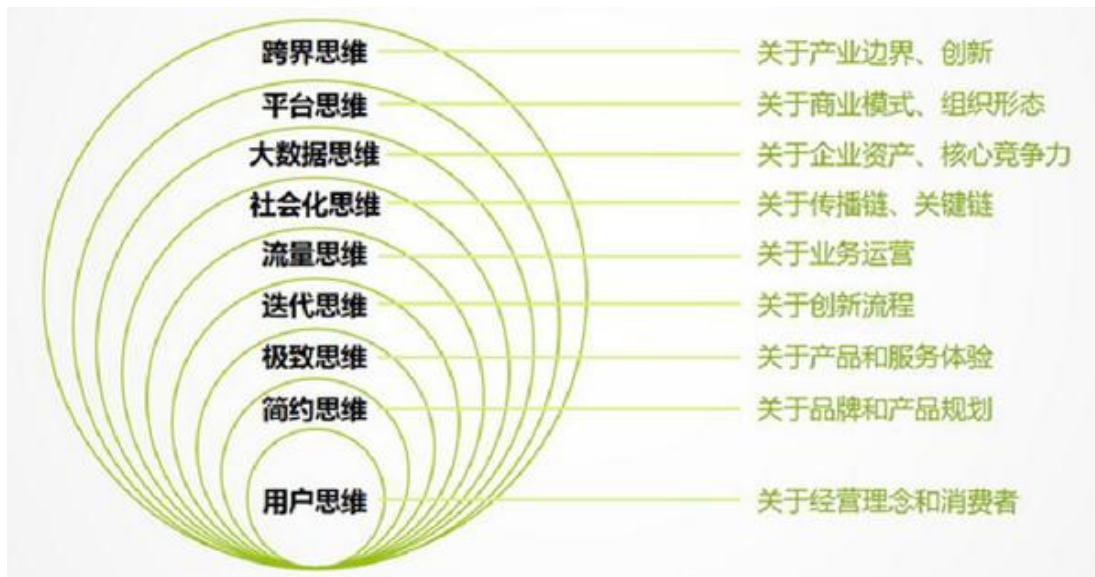 跨界思维 关于产业边界、创新
平台思维 关于商业模式、组织形态
大数据思维 关于企业资产、核心竞争力
社会化思维 关于传播链、关键链
流量思维 关于业务运营
迭代思维 关于创新流程
极致思维 关于产品和服务体验
简约思维 关于品牌和产品规划
用户思维 关于经营理念和消费者